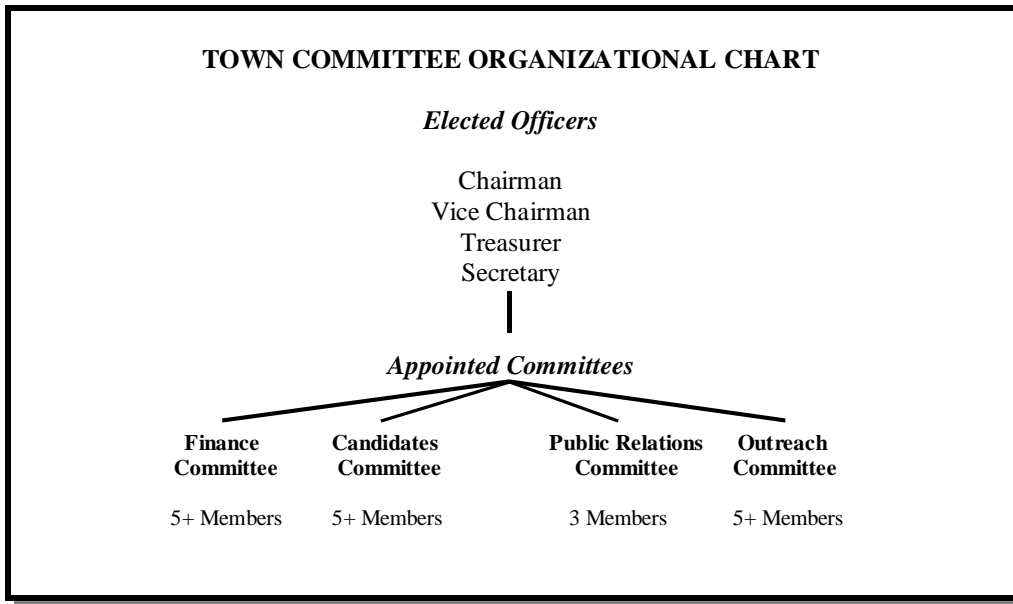 TOWN COMMITTEE ORGANIZATIONAL CHART
Elected Officers
Chairman
Vice Chairman
Treasurer
Secretary
Appointed Committees
Finance Committee
5+ Members
Candidates Committee
5+ Members
Public Relations Committee
3 Members
Outreach Committee
5+ Members